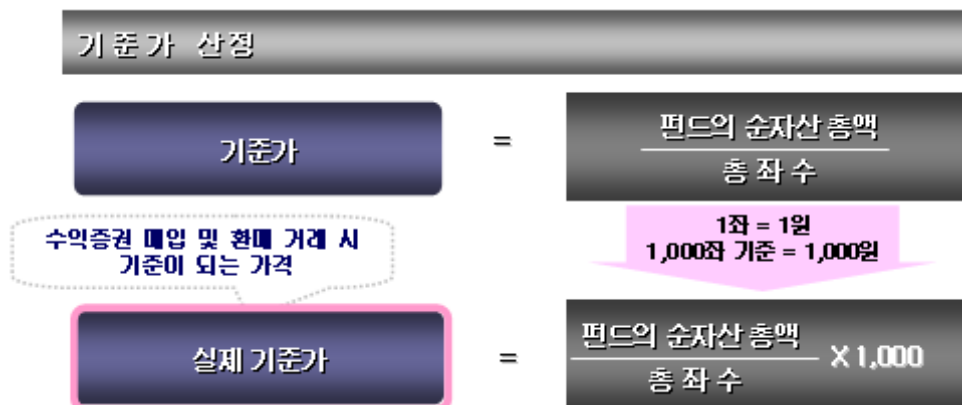 기준가 산정
기준가
=
펀드의 순자산 총액
총 좌 수
수익증권 매입 및 환매 거래 시
기준이 되는 가격
1좌 = 1원
1,000좌 기준 = 1,000원
실제 기준가
=
펀드의 순자산 총액
총 좌 수
X 1,000